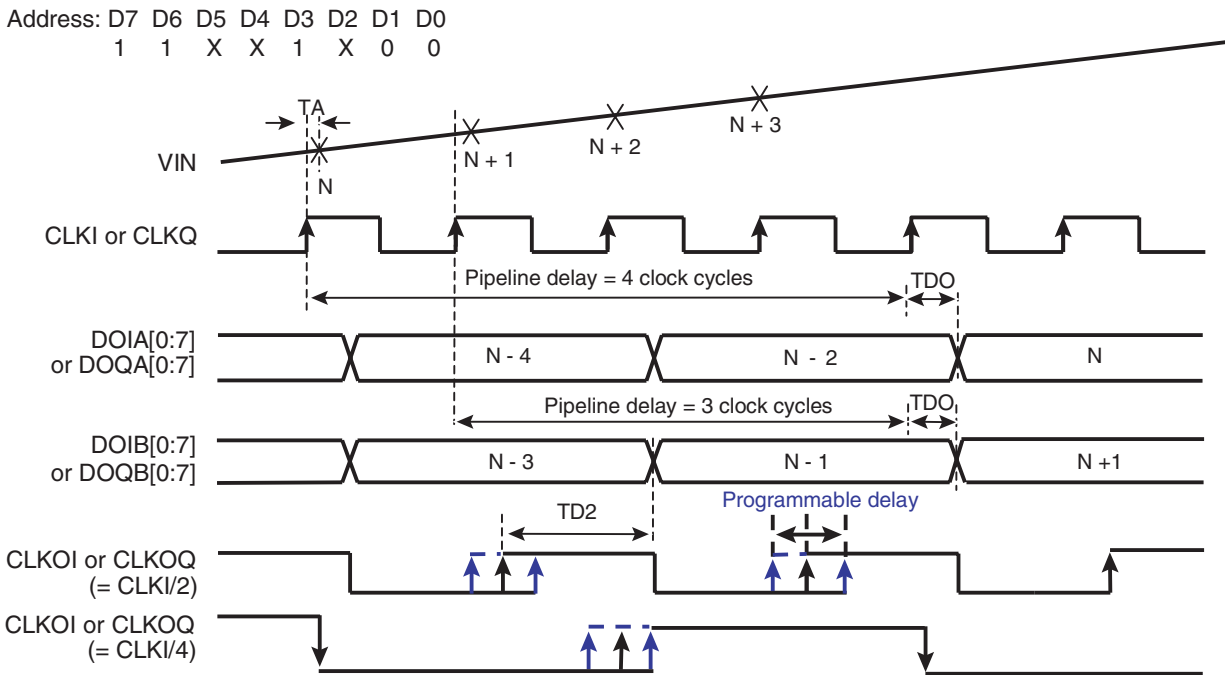 Address: D7 D6 D5 D4 D3 D2 D1 D0
1 1 X X 1 X 0 0
TA
VIN
N
N + 1
N + 2
N + 3
CLKI or CLKQ
Pipeline delay = 4 clock cycles
TDO
DOIA[0:7]
or DOQA[0:7]
N - 4
N - 2
N
Pipeline delay = 3 clock cycles
TDO
DOIB[0:7]
or DOQB[0:7]
N - 3
N - 1
N +1
TD2
Programmable delay
CLKOI or CLKOQ
(= CLKI/2)
CLKOI or CLKOQ
(= CLKI/4)